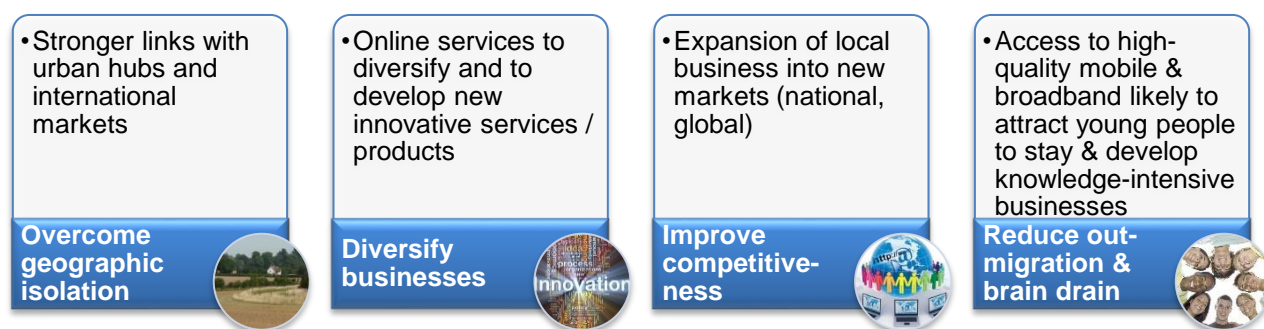 •Stronger links with
urban hubs and
international
markets
Overcome
geographic
isolation
•Online services to
diversify and to
develop new
innovative services /
products
Diversify
businesses
process
Innovation
•Expansion of local
business into new
markets (national,
global)
Improve
competitive-
ness
http://
@
•Access to high-
quality mobile &
broadband likely to
attract young people
to stay & develop
knowledge-intensive
businesses
Reduce out-
migration &
brain drain